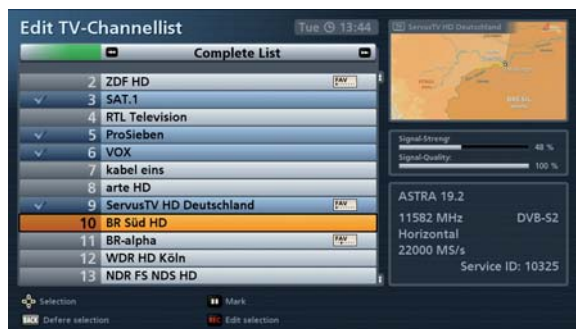 Edit TV-Channellist
Tue 13:44
Complete List
2 ZDF HD FAV
3 SAT.1
4 RTL Television
5 ProSieben
6 VOX
7 kabel eins
8 arte HD
9 ServusTV HD Deutschland FAV
10 BR Süd HD
11 BR-alpha FAV
12 WDR HD Köln
13 NDR FS NDS HD
Selection
Mark
BACK Defere selection
REC Edit selection
ServusTV HD Deutschland
Signal-Streng:
48 %
Signal-Quality:
100 %
ASTRA 19.2
11582 MHz DVB-S2
Horizontal
22000 MS/s
Service ID: 10325